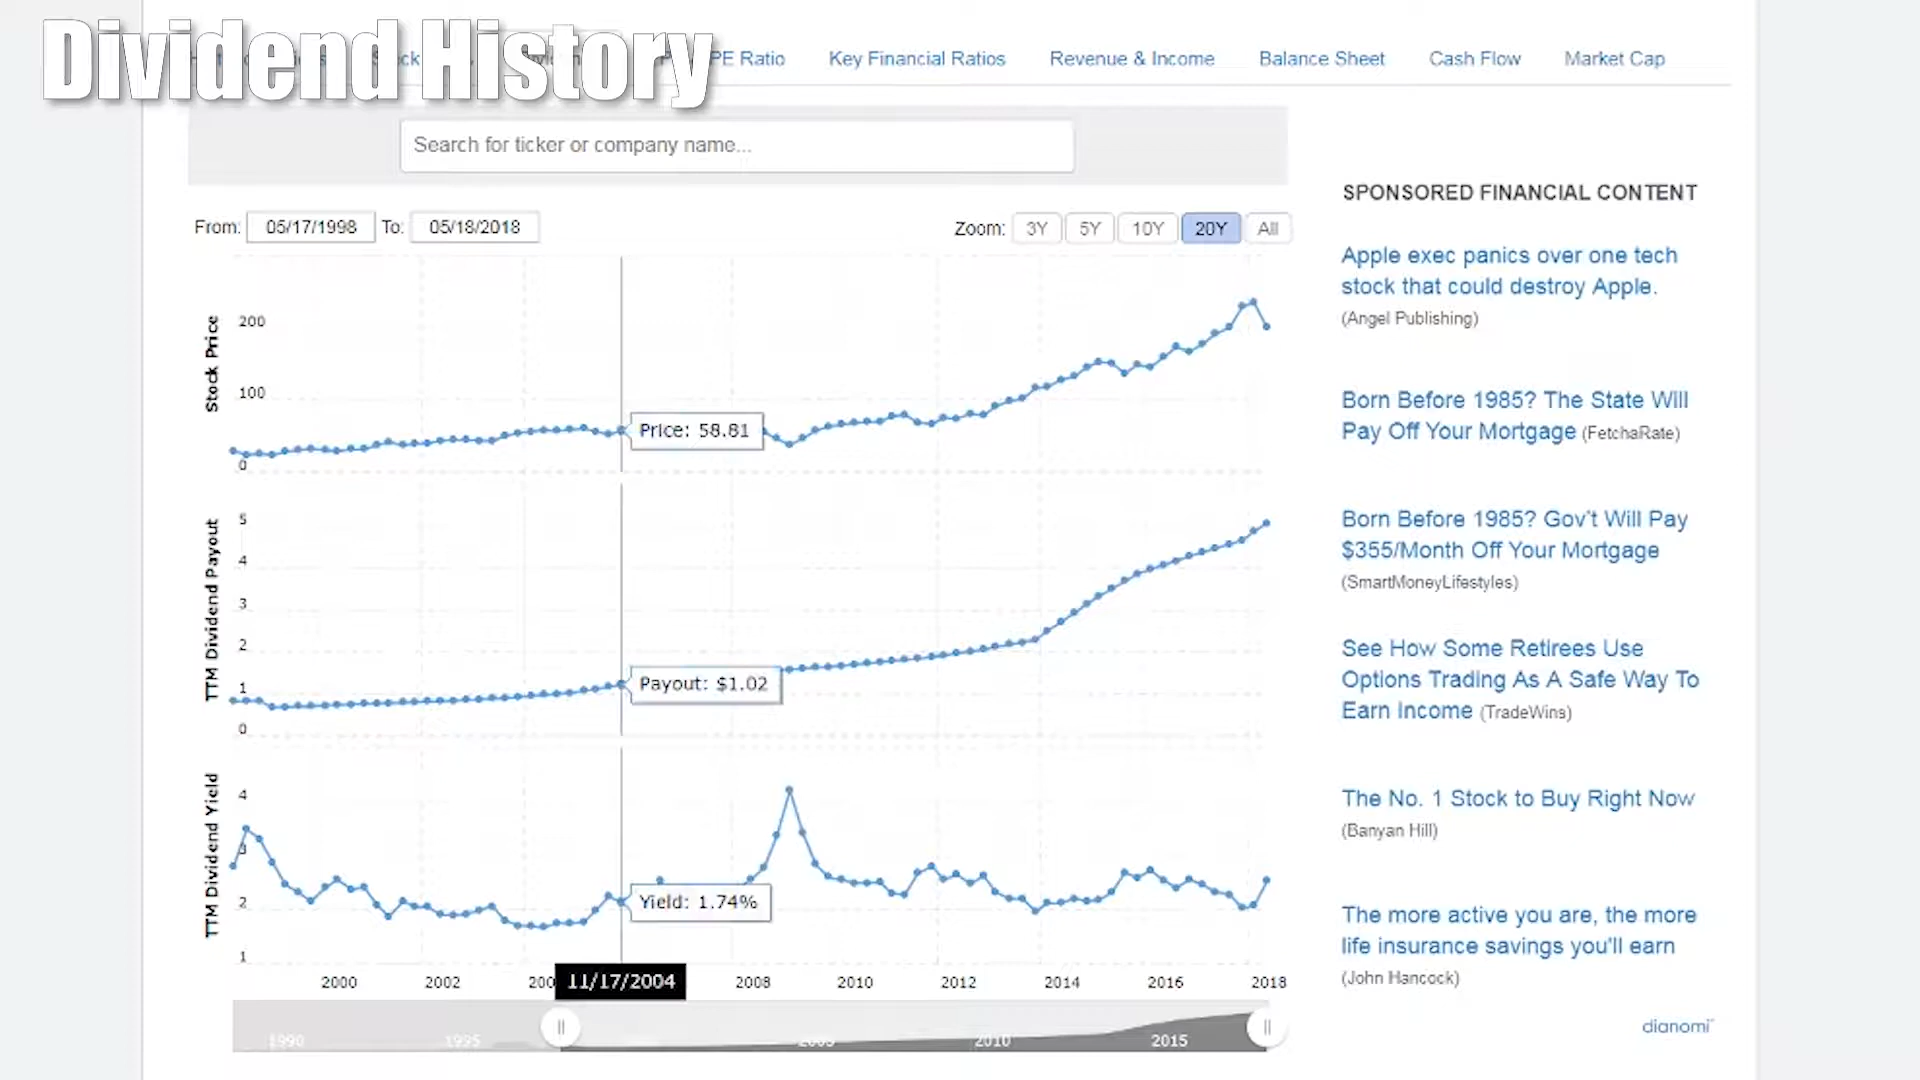 Dividend History
PE Ratio
Key Financial Ratios
Revenue & Income
Balance Sheet
Cash Flow
Market Cap
Search for ticker or company name...
From: 05/17/1998 To: 05/18/2018
Zoom: 3Y 5Y 10Y 20Y All
Stock Price
200
100
0
Price: 58.81
TTM Dividend Payout
5
4
3
2
1
0
Payout: $1.02
TTM Dividend Yield
4
3
2
1
Yield: 1.74%
2000 2002 200 11/17/2004 2008 2010 2012 2014 2016 2018
1990 1995 2005 2010 2015
SPONSORED FINANCIAL CONTENT
Apple exec panics over one tech
stock that could destroy Apple.
(Angel Publishing)
Born Before 1985? The State Will
Pay Off Your Mortgage (FetchaRate)
Born Before 1985? Gov't Will Pay
$355/Month Off Your Mortgage
(SmartMoneyLifestyles)
See How Some Retirees Use
Options Trading As A Safe Way To
Earn Income (TradeWins)
The No. 1 Stock to Buy Right Now
(Banyan Hill)
The more active you are, the more
life insurance savings you'll earn
(John Hancock)
dianomi